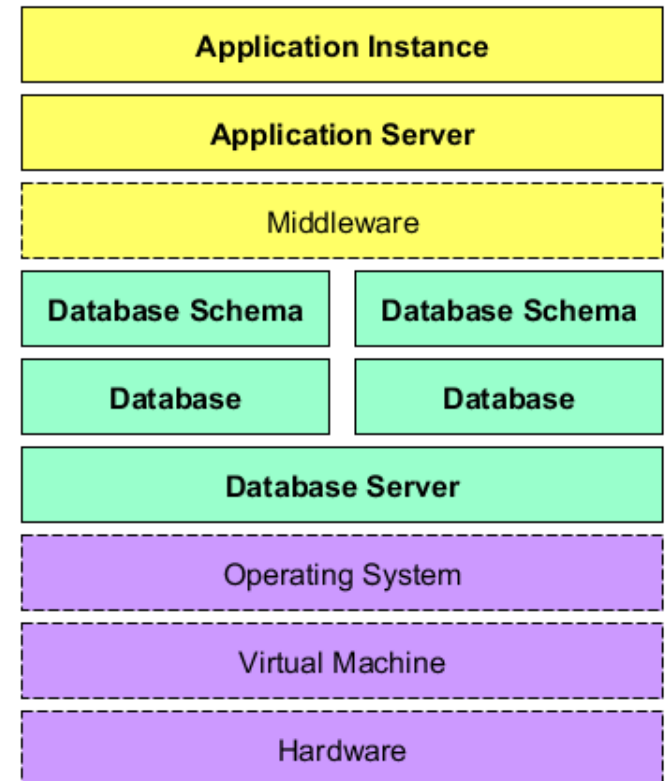 Application Instance
Application Server
Middleware
Database Schema
Database Schema
Database
Database
Database Server
Operating System
Virtual Machine
Hardware